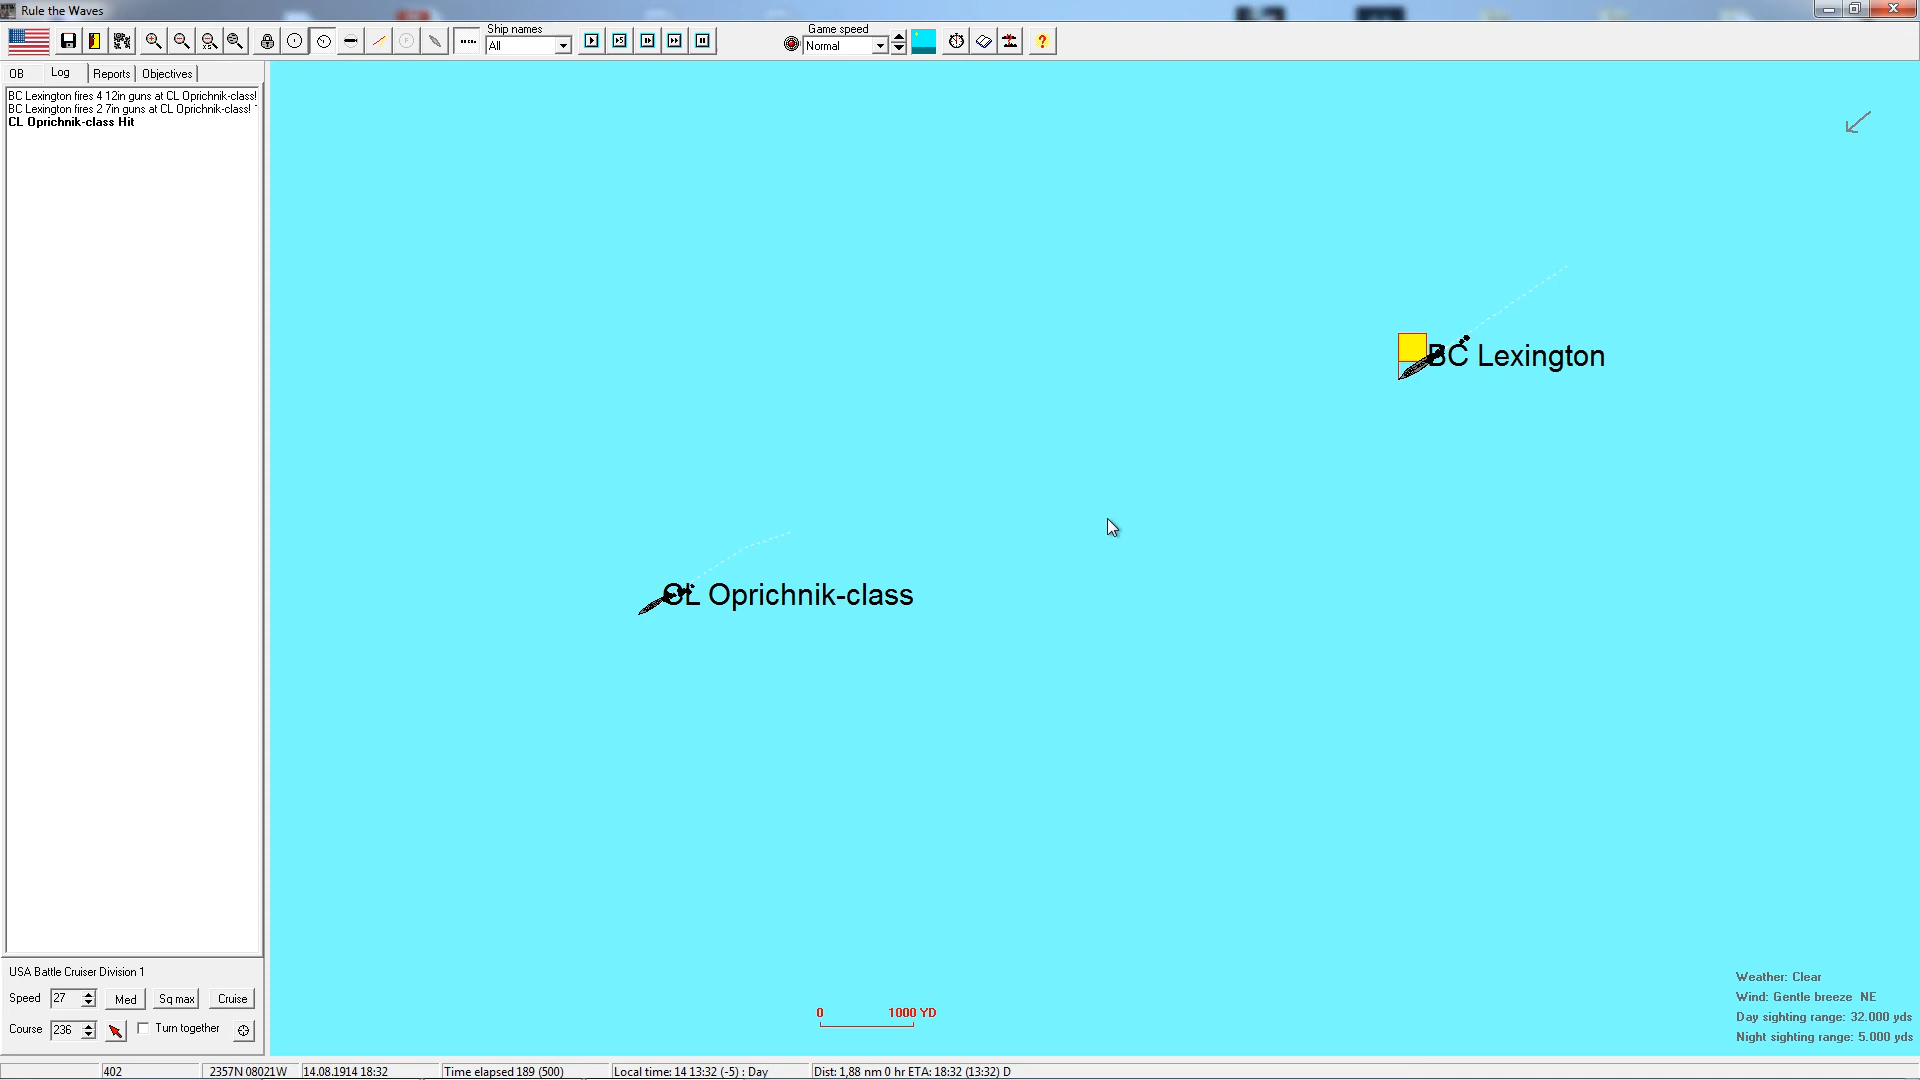 Rule the Waves
Ship names
All
Game speed
Normal
OB
Log
Reports
Objectives
BC Lexington fires 4 12in guns at CL Oprichnik-class!
BC Lexington fires 2 7in guns at CL Oprichnik-class!
CL Oprichnik-class Hit
BC Lexington
CL Oprichnik-class
USA Battle Cruiser Division 1
Speed 27 Med Sq max Cruise
Course 236 Turn together
0 1000 YD
Weather: Clear
Wind: Gentle breeze NE
Day sighting range: 32.000 yds
Night sighting range: 5.000 yds
402
2357N 08021W
14.08.1914 18:32
Time elapsed 189 (500)
Local time: 14 13:32 (-5) : Day
Dist: 1,88 nm 0 hr ETA: 18:32 (13:32) D